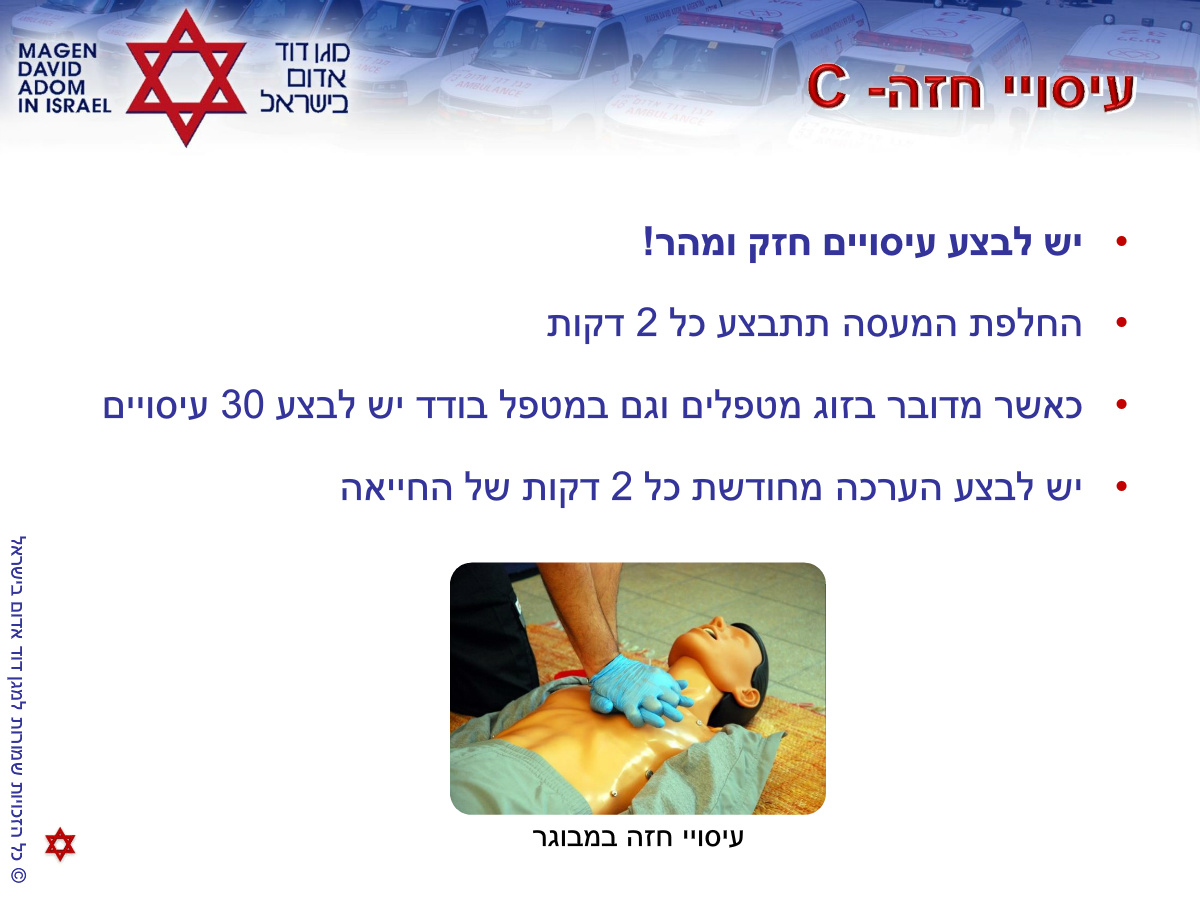 MAGEN
DAVID
ADOM
IN ISRAEL
מגן דוד
אדום
בישראל
עיסויי חזה- C
• יש לבצע עיסויים חזק ומהר!
• החלפת המעסה תתבצע כל 2 דקות
• כאשר מדובר בזוג מטפלים וגם במטפל בודד יש לבצע 30 עיסויים
• יש לבצע הערכה מחודשת כל 2 דקות של החייאה
עיסויי חזה במבוגר
© כל הזכויות שמורות למגן דוד אדום בישראל